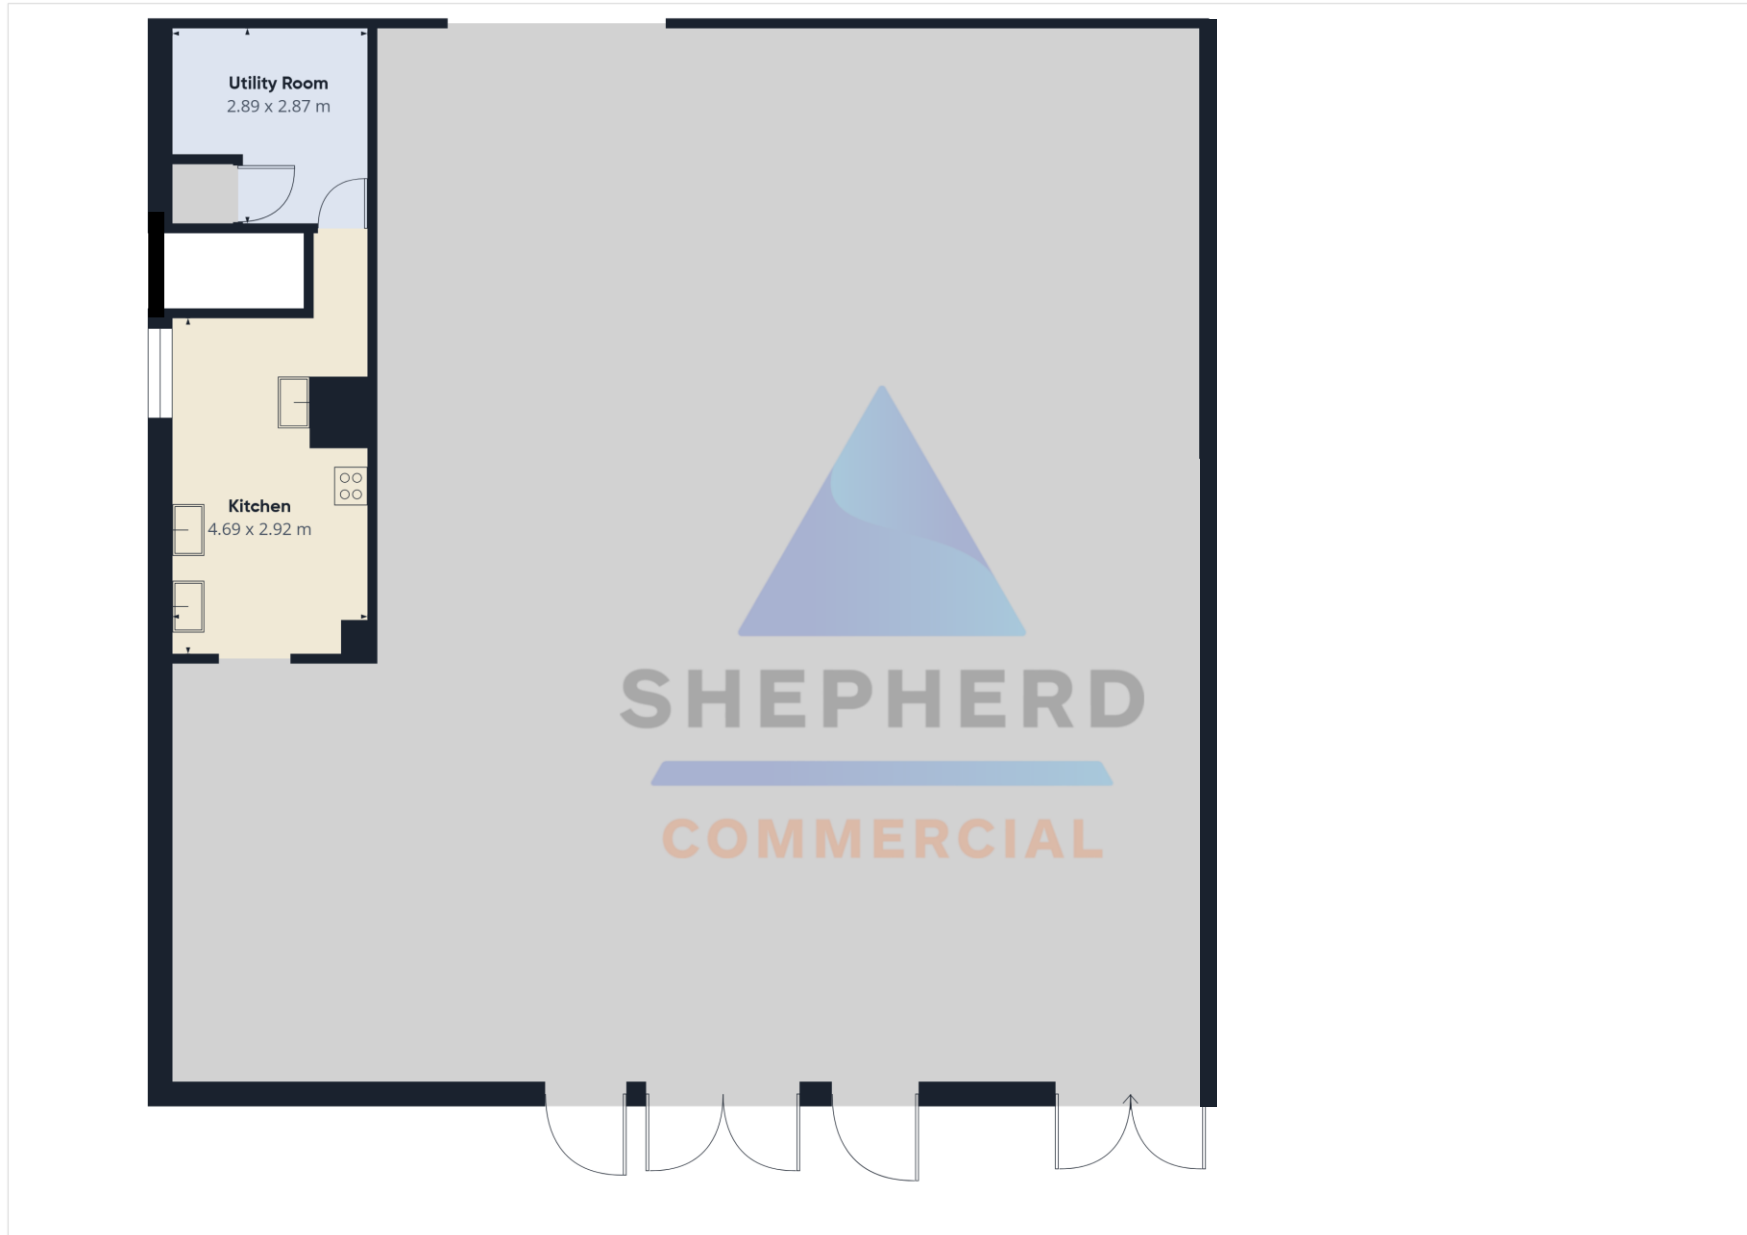 Utility Room
2.89 x 2.87 m
Kitchen
4.69 x 2.92 m
SHEPHERD
COMMERCIAL